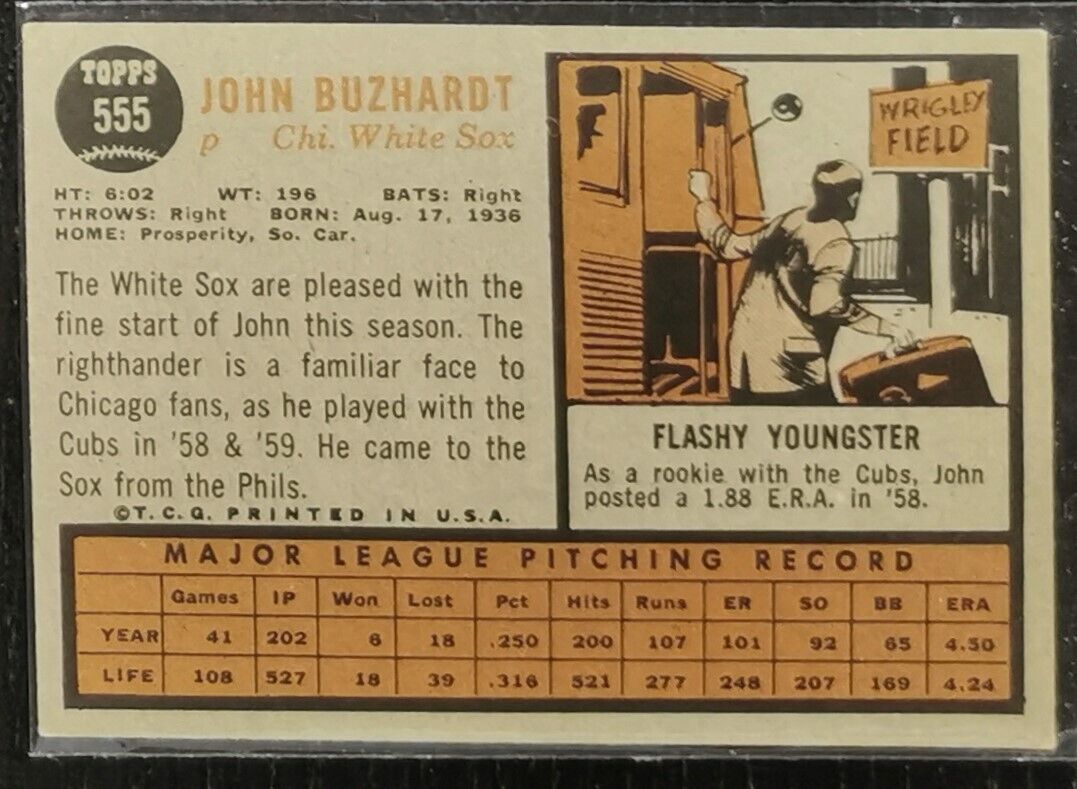 TOPPS
555
JOHN BUZHARDT
p Chi. White Sox
HT: 6:02 WT: 196 BATS: Right
THROWS: Right BORN: Aug. 17, 1936
HOME: Prosperity, So. Car.
The White Sox are pleased with the
fine start of John this season. The
righthander is a familiar face to
Chicago fans, as he played with the
Cubs in '58 & '59. He came to the
Sox from the Phils.
©T. C. G. PRINTED IN U.S.A.
WRIGLEY
FIELD
FLASHY YOUNGSTER
As a rookie with the Cubs, John
posted a 1.88 E.R.A. in '58.
MAJOR LEAGUE PITCHING RECORD
Games IP Won Lost Pct Hits Runs ER SO BB ERA
YEAR 41 202 6 18 .250 200 107 101 92 65 4.50
LIFE 108 527 18 39 .316 521 277 248 207 169 4.24